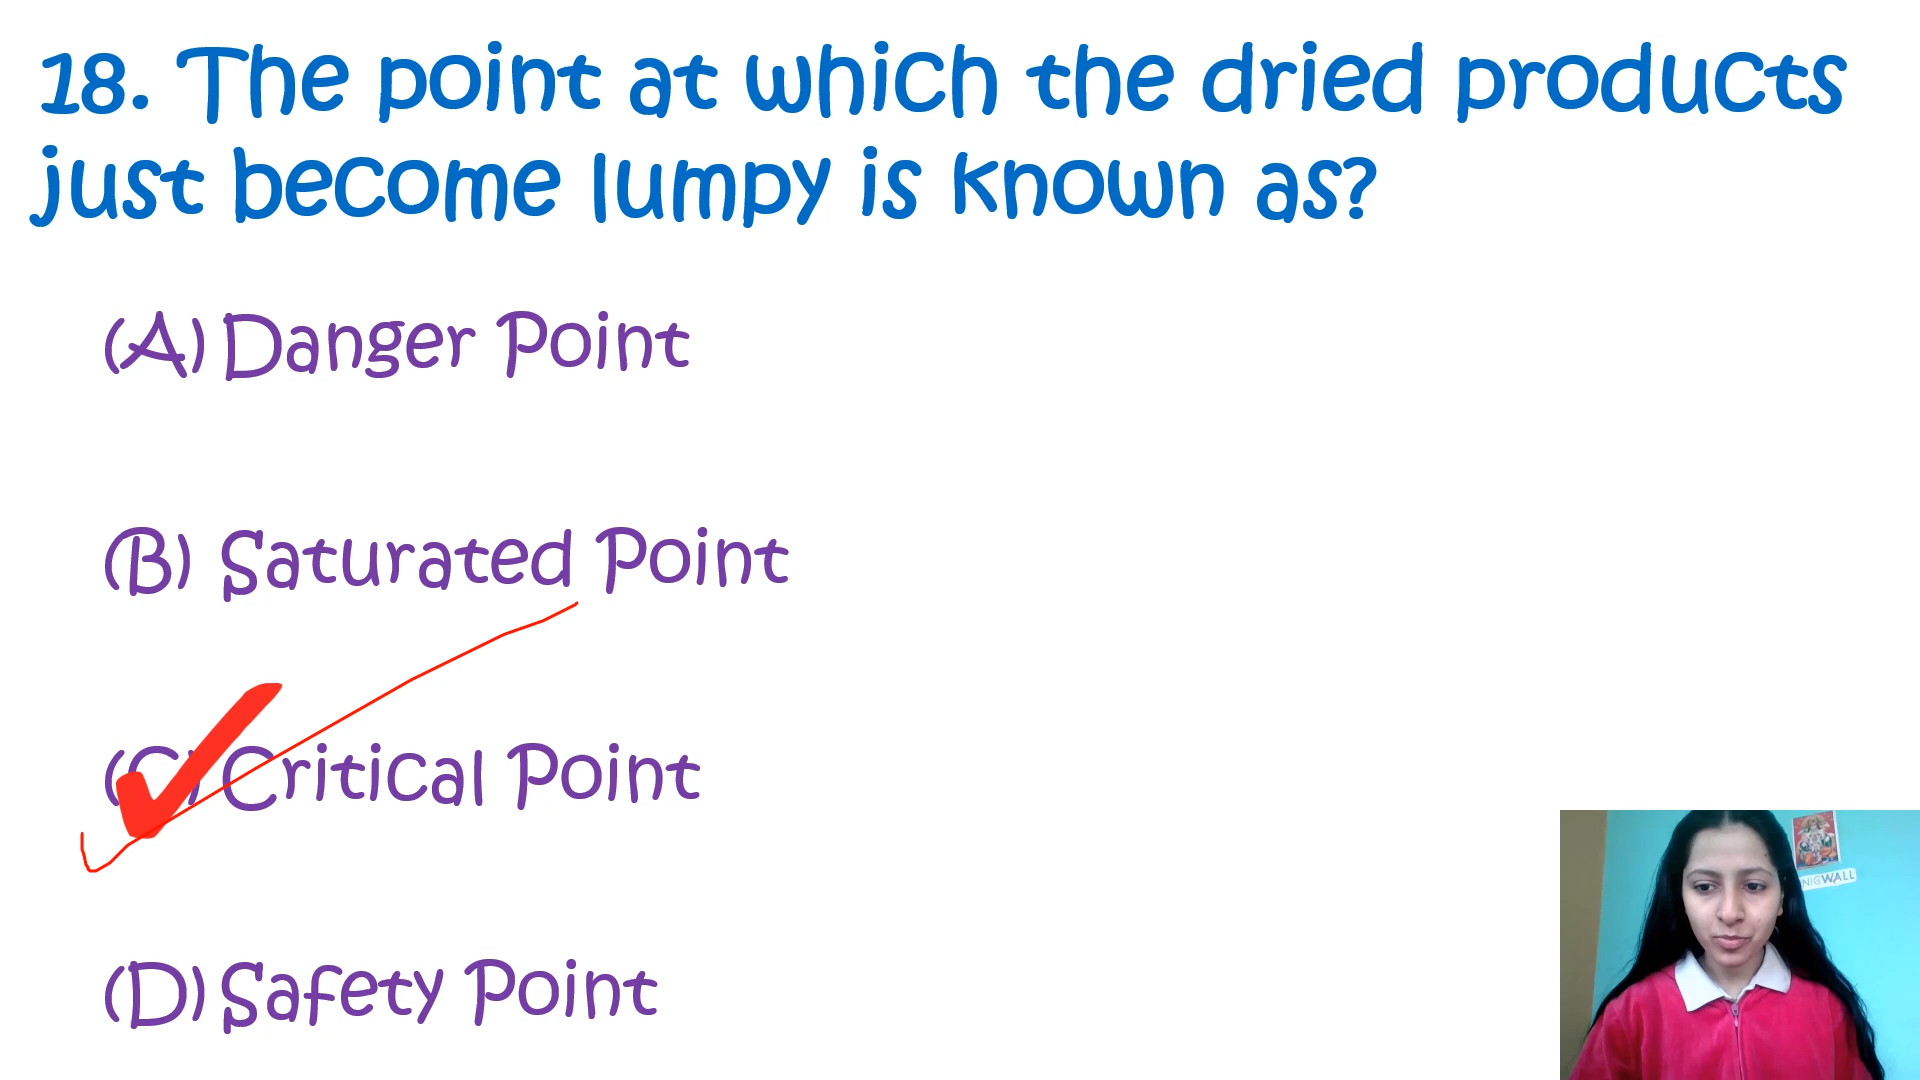 18. The point at which the dried products
just become lumpy is known as?
(A) Danger Point
(B) Saturated Point
(C) Critical Point
(D) Safety Point
NIGWALL